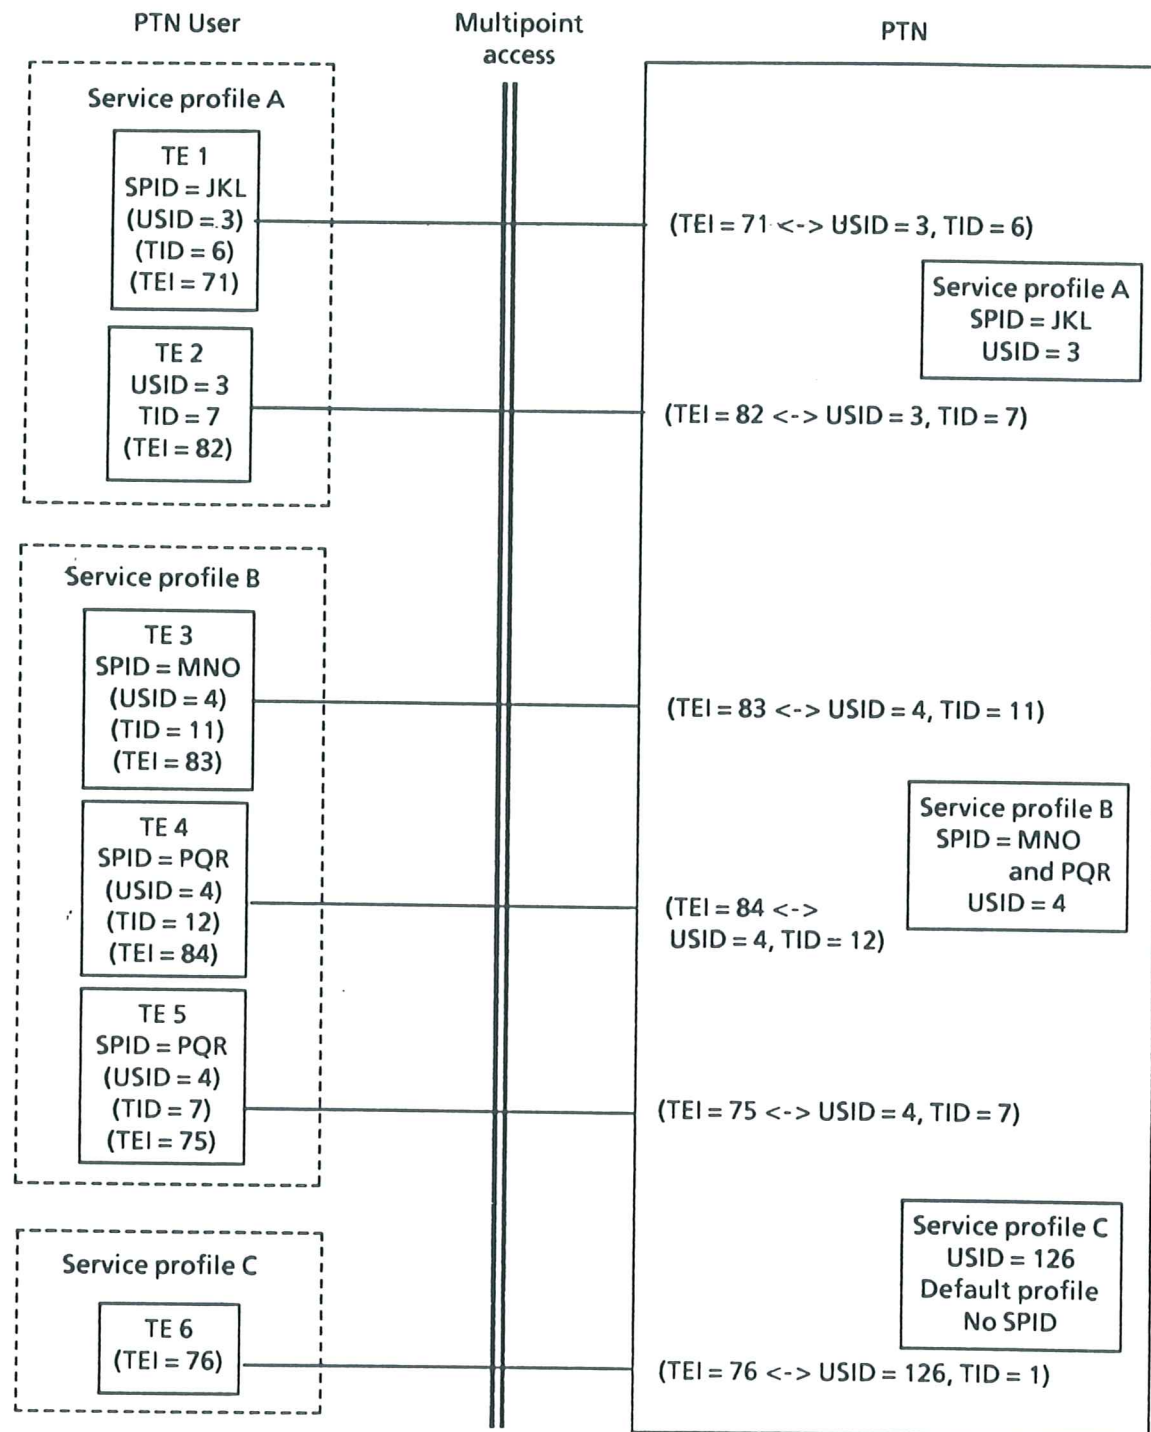 PTN User
Multipoint
access
PTN
Service profile A
TE 1
SPID = JKL
(USID = 3)
(TID = 6)
(TEI = 71)
(TEI = 71 <-> USID = 3, TID = 6)
Service profile A
SPID = JKL
USID = 3
TE 2
USID = 3
TID = 7
(TEI = 82)
(TEI = 82 <-> USID = 3, TID = 7)
Service profile B
TE 3
SPID = MNO
(USID = 4)
(TID = 11)
(TEI = 83)
(TEI = 83 <-> USID = 4, TID = 11)
Service profile B
SPID = MNO
and PQR
USID = 4
TE 4
SPID = PQR
(USID = 4)
(TID = 12)
(TEI = 84)
(TEI = 84 <->
USID = 4, TID = 12)
TE 5
SPID = PQR
(USID = 4)
(TID = 7)
(TEI = 75)
(TEI = 75 <-> USID = 4, TID = 7)
Service profile C
USID = 126
Default profile
No SPID
Service profile C
TE 6
(TEI = 76)
(TEI = 76 <-> USID = 126, TID = 1)